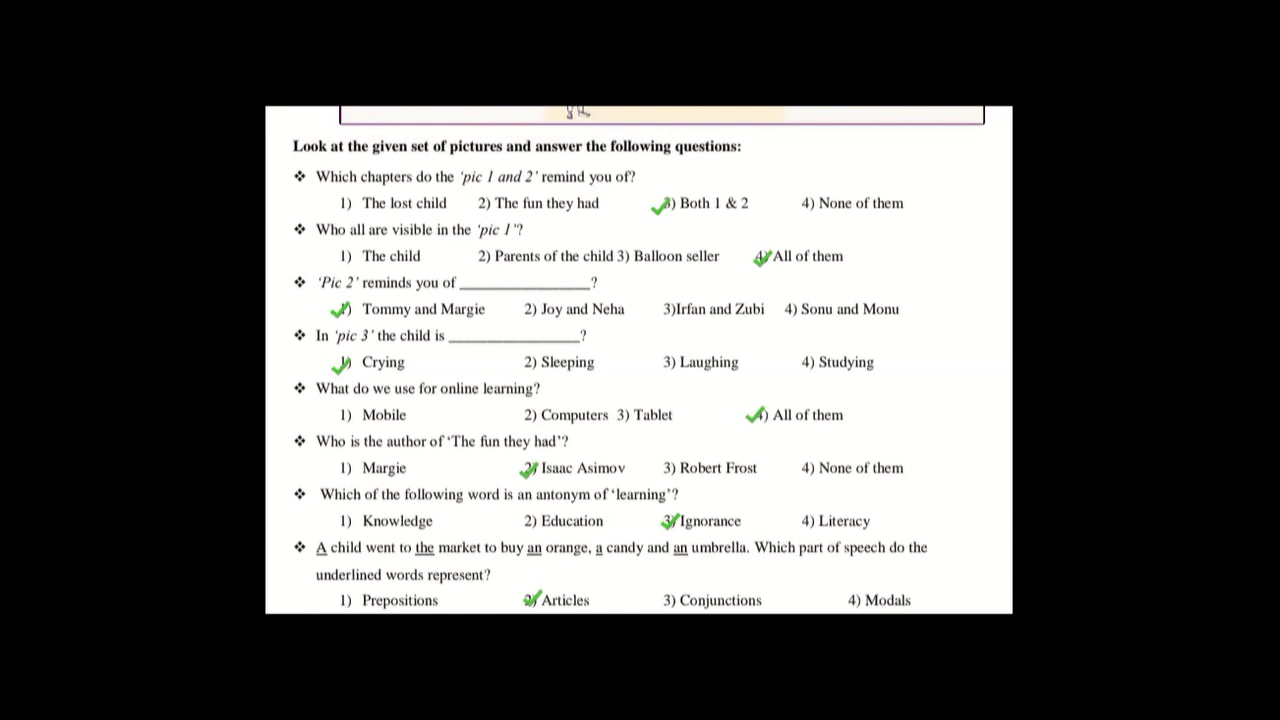 Look at the given set of pictures and answer the following questions:
❖ Which chapters do the 'pic 1 and 2' remind you of?
1) The lost child 2) The fun they had 3) Both 1 & 2 4) None of them
❖ Who all are visible in the 'pic 1'?
1) The child 2) Parents of the child 3) Balloon seller 4) All of them
❖ 'Pic 2' reminds you of _________________?
1) Tommy and Margie 2) Joy and Neha 3)Irfan and Zubi 4) Sonu and Monu
❖ In 'pic 3' the child is _________________?
1) Crying 2) Sleeping 3) Laughing 4) Studying
❖ What do we use for online learning?
1) Mobile 2) Computers 3) Tablet 4) All of them
❖ Who is the author of 'The fun they had'?
1) Margie 2) Isaac Asimov 3) Robert Frost 4) None of them
❖ Which of the following word is an antonym of 'learning'?
1) Knowledge 2) Education 3) Ignorance 4) Literacy
❖ A child went to the market to buy an orange, a candy and an umbrella. Which part of speech do the
underlined words represent?
1) Prepositions 2) Articles 3) Conjunctions 4) Modals